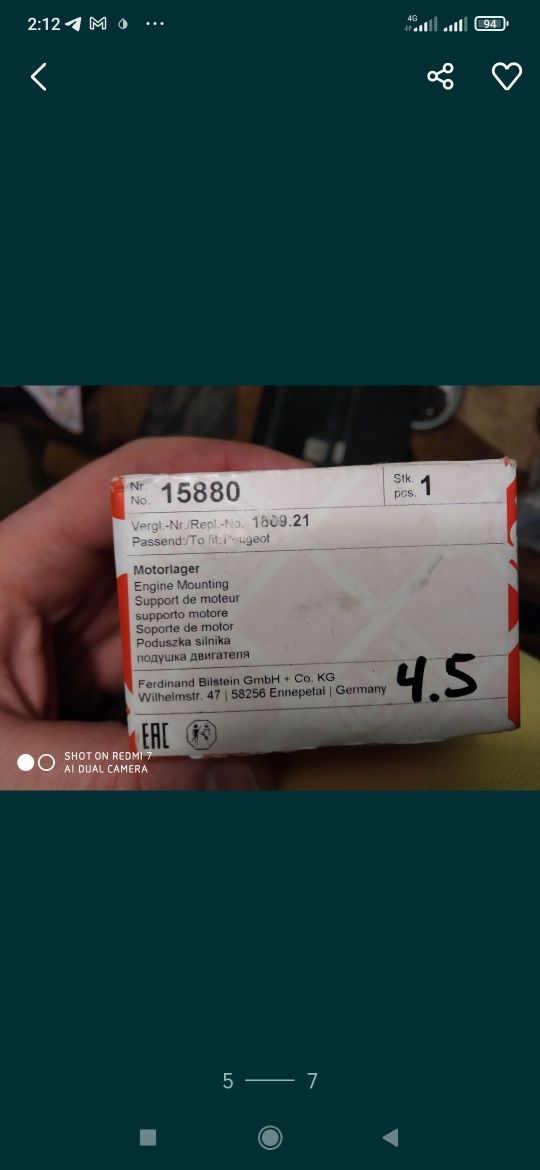 2:12
4G
94
Nr.
No. 15880
Stk.
pcs. 1
Vergl.-Nr./Repl.-No. 1809.21
Passend:/To fit: Peugeot
Motorlager
Engine Mounting
Support de moteur
supporto motore
Soporte de motor
Poduszka silnika
подушка двигателя
Ferdinand Bilstein GmbH + Co. KG
Wilhelmstr. 47 | 58256 Ennepetal | Germany
4.5
EAC
SHOT ON REDMI 7
AI DUAL CAMERA
5
7